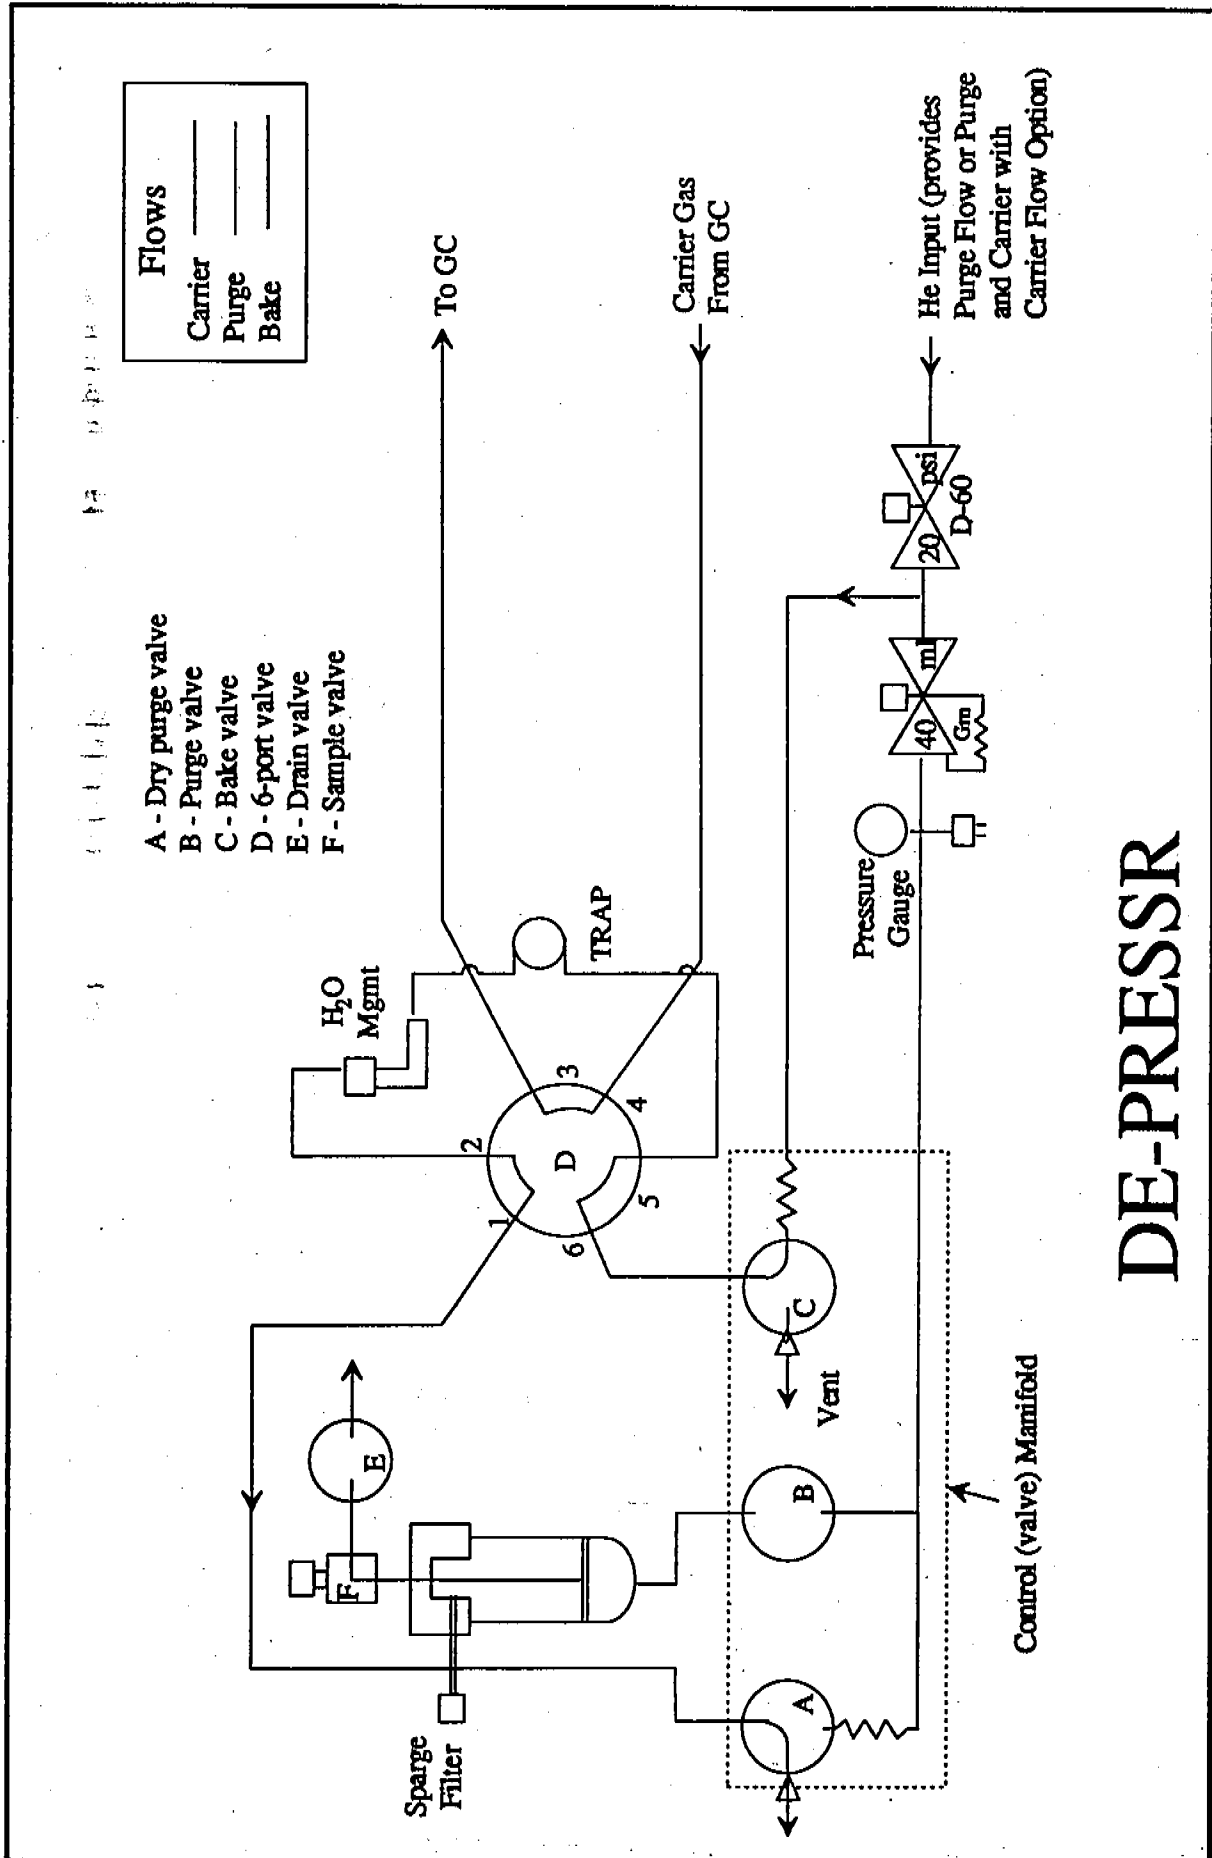 Flows
Carrier
Purge
Bake
A - Dry purge valve
B - Purge valve
C - Bake valve
D - 6-port valve
E - Drain valve
F - Sample valve
To GC
Carrier Gas
From GC
He Input (provides
Purge Flow or Purge
and Carrier with
Carrier Flow Option)
H₂O
Mgmt
TRAP
1
2
3
4
5
6
D
E
F
Sparge
Filter
A
B
C
Vent
Control (valve) Manifold
Pressure
Gauge
40 ml
Gm
20 psi
D-60
DE-PRESSR